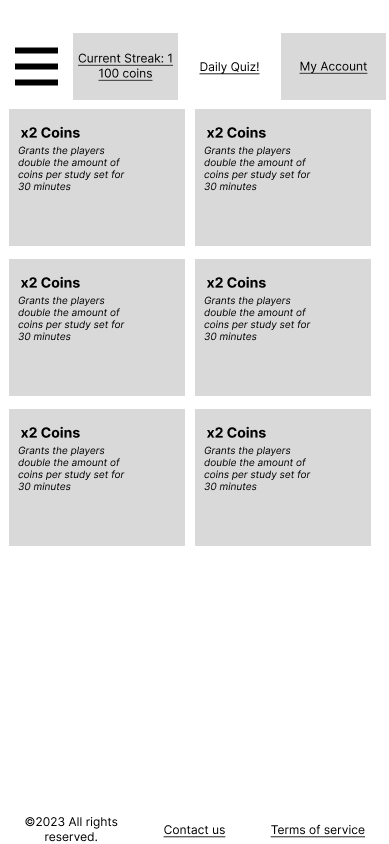 Current Streak: 1
100 coins
Daily Quiz!
My Account
x2 Coins
Grants the players
double the amount of
coins per study set for
30 minutes
x2 Coins
Grants the players
double the amount of
coins per study set for
30 minutes
x2 Coins
Grants the players
double the amount of
coins per study set for
30 minutes
x2 Coins
Grants the players
double the amount of
coins per study set for
30 minutes
x2 Coins
Grants the players
double the amount of
coins per study set for
30 minutes
x2 Coins
Grants the players
double the amount of
coins per study set for
30 minutes
©2023 All rights
reserved.
Contact us
Terms of service